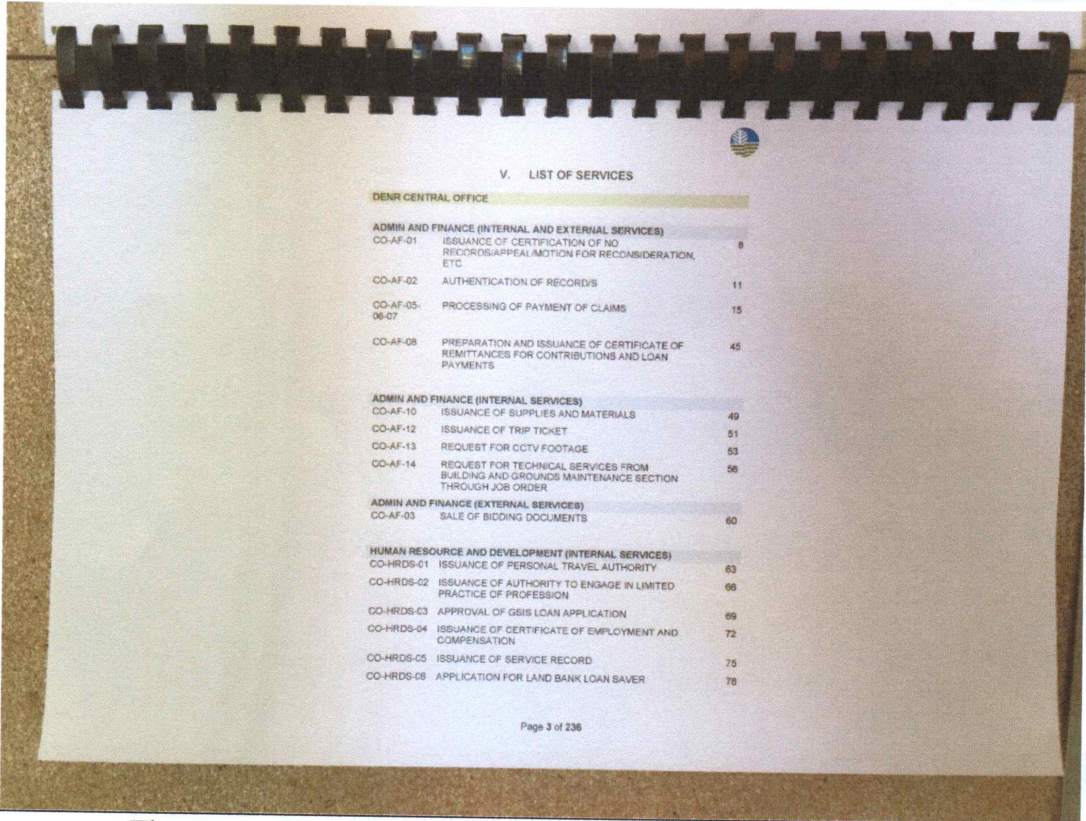 V. LIST OF SERVICES
DENR CENTRAL OFFICE
ADMIN AND FINANCE (INTERNAL AND EXTERNAL SERVICES)
CO-AF-01 ISSUANCE OF CERTIFICATION OF NO 8
RECORDS/APPEAL/MOTION FOR RECONSIDERATION,
ETC
CO-AF-02 AUTHENTICATION OF RECORD/S 11
CO-AF-05- PROCESSING OF PAYMENT OF CLAIMS 15
06-07
CO-AF-08 PREPARATION AND ISSUANCE OF CERTIFICATE OF 45
REMITTANCES FOR CONTRIBUTIONS AND LOAN
PAYMENTS
ADMIN AND FINANCE (INTERNAL SERVICES)
CO-AF-10 ISSUANCE OF SUPPLIES AND MATERIALS 49
CO-AF-12 ISSUANCE OF TRIP TICKET 51
CO-AF-13 REQUEST FOR CCTV FOOTAGE 53
CO-AF-14 REQUEST FOR TECHNICAL SERVICES FROM 56
BUILDING AND GROUNDS MAINTENANCE SECTION
THROUGH JOB ORDER
ADMIN AND FINANCE (EXTERNAL SERVICES)
CO-AF-03 SALE OF BIDDING DOCUMENTS 60
HUMAN RESOURCE AND DEVELOPMENT (INTERNAL SERVICES)
CO-HRDS-01 ISSUANCE OF PERSONAL TRAVEL AUTHORITY 63
CO-HRDS-02 ISSUANCE OF AUTHORITY TO ENGAGE IN LIMITED 66
PRACTICE OF PROFESSION
CO-HRDS-03 APPROVAL OF GSIS LOAN APPLICATION 69
CO-HRDS-04 ISSUANCE OF CERTIFICATE OF EMPLOYMENT AND 72
COMPENSATION
CO-HRDS-05 ISSUANCE OF SERVICE RECORD 75
CO-HRDS-06 APPLICATION FOR LAND BANK LOAN SAVER 78
Page 3 of 236